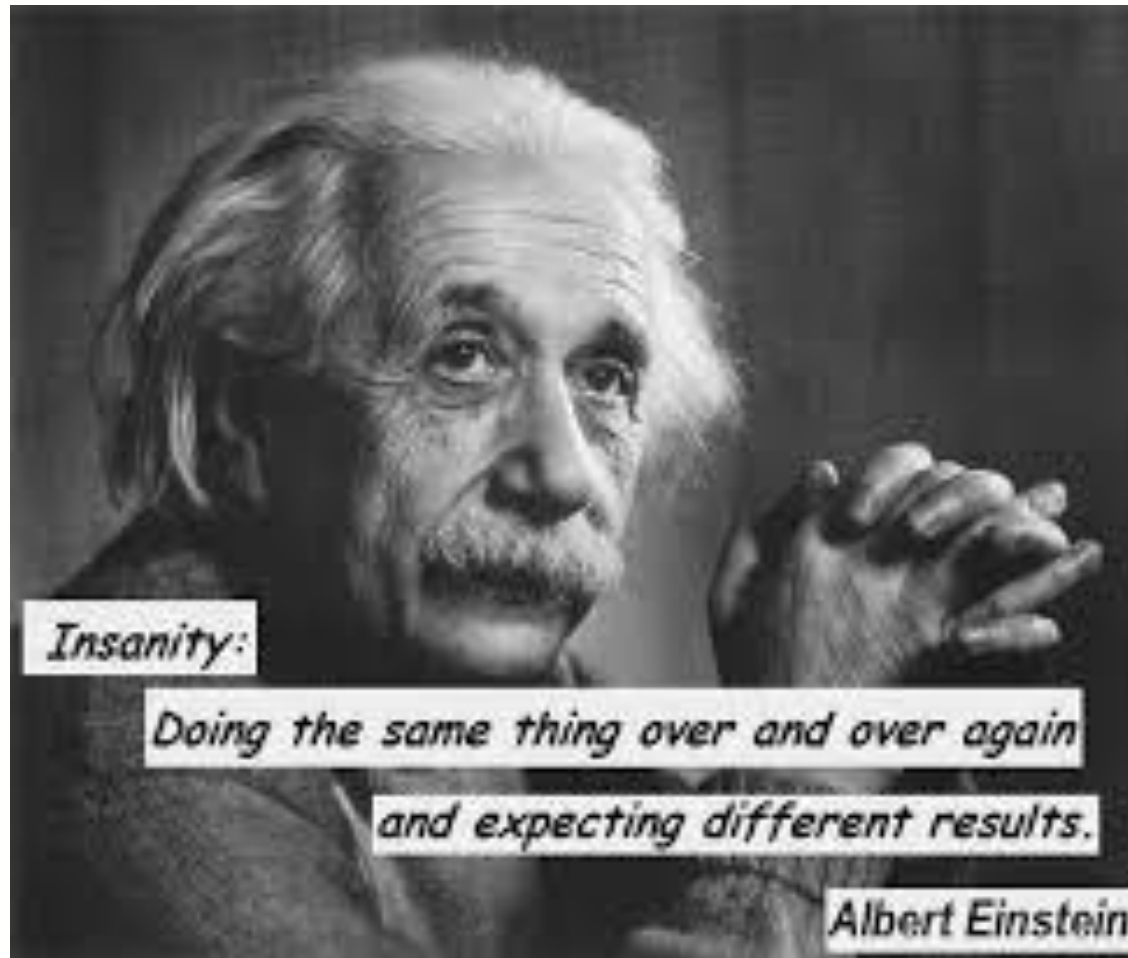 Insanity:
Doing the same thing over and over again
and expecting different results.
Albert Einstein